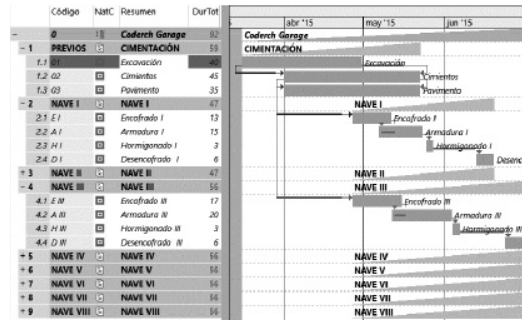 Código NatC Resumen DurTot abr '15 may '15 jun '15
0 Coderch Garage 92 Coderch Garage
- 1 PREVIOS CIMENTACIÓN 59 CIMENTACIÓN
1.1 01 Excavación 40 Excavación
1.2 02 Cimientos 45 Cimientos
1.3 03 Pavimento 35 Pavimento
- 2 NAVE I NAVE I 47 NAVE I
2.1 E I Encofrado I 13 Encofrado I
2.2 A I Armadura I 15 Armadura I
2.3 H I Hormigonado I 3 Hormigonado I
2.4 D I Desencofrado I 6 Desenc
+ 3 NAVE II NAVE II 47 NAVE II
- 4 NAVE III NAVE III 56 NAVE III
4.1 E III Encofrado III 17 Encofrado III
4.2 A III Armadura III 20 Armadura III
4.3 H III Hormigonado III 3 Hormigonado III
4.4 D III Desencofrado III 6
+ 5 NAVE IV NAVE IV 56 NAVE IV
+ 6 NAVE V NAVE V 56 NAVE V
+ 7 NAVE VI NAVE VI 56 NAVE VI
+ 8 NAVE VII NAVE VII 56 NAVE VII
+ 9 NAVE VIII NAVE VIII 56 NAVE VIII